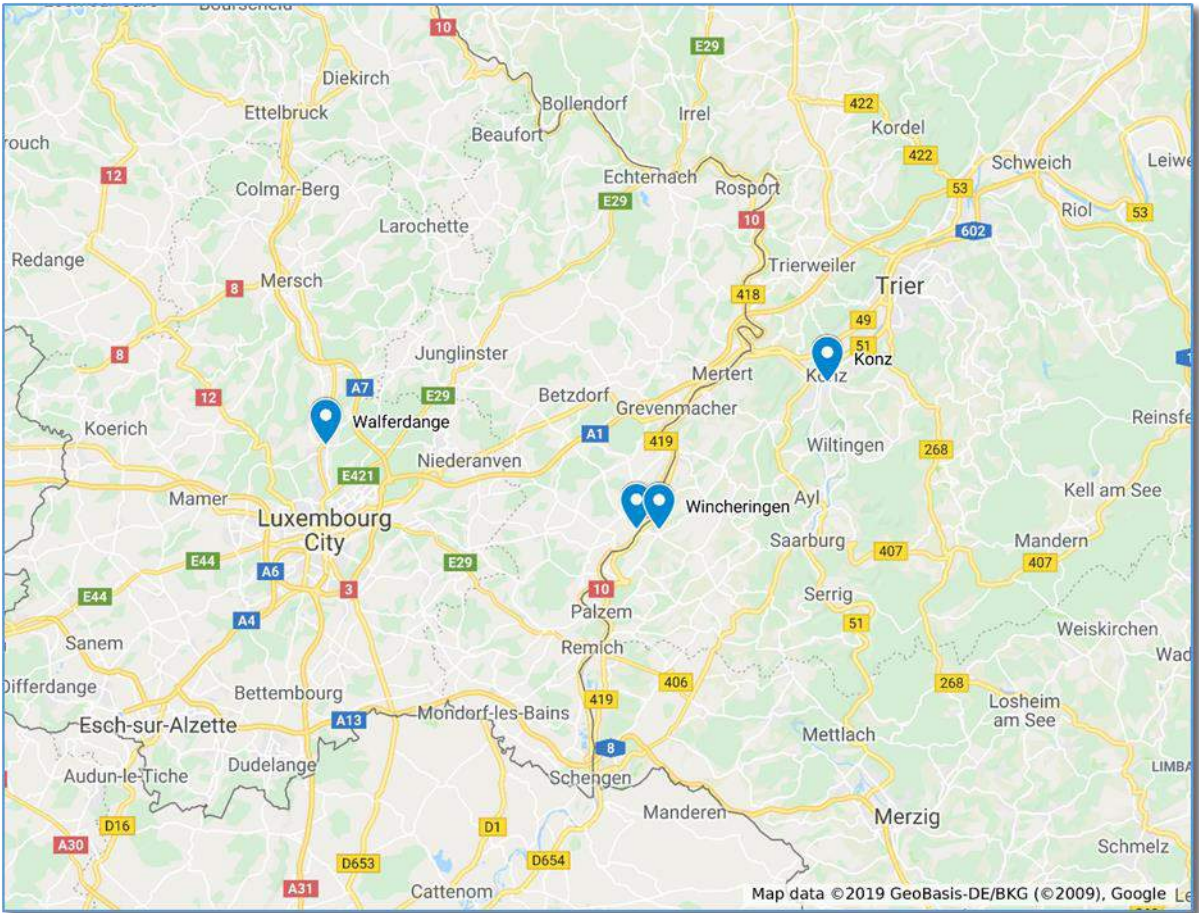 Bourscheid
10
E29
Diekirch
Ettelbruck
Bollendorf
Irrel
422
Kordel
Beaufort
rouch
422
Schweich
Leiwe
12
Echternach
Rosport
53
Colmar-Berg
E29
Riol
53
Larochette
10
602
Redange
Trierweiler
Mersch
8
418
Trier
49
8
Junglinster
51
Konz
Mertert
Konz
A7
E29
Betzdorf
12
Grevenmacher
Walferdange
Reinsfe
Koerich
A1
419
Wiltingen
268
Niederanven
E421
Kell am See
Mamer
Ayl
Wincheringen
Luxembourg
City
Saarburg
407
Mandern
E44
E29
407
A6
3
10
E44
Serrig
Palzem
A4
51
Weiskirchen
Sanem
Remich
Wad
Differdange
406
268
Bettembourg
419
Losheim
am See
Mondorf-les-Bains
Esch-sur-Alzette
A13
Mettlach
8
Dudelange
LIMBA
Audun-le-Tiche
Schengen
Manderen
Merzig
D16
D1
A30
Schmelz
D653
D654
A31
Cattenom
Map data ©2019 GeoBasis-DE/BKG (©2009), Google
Le